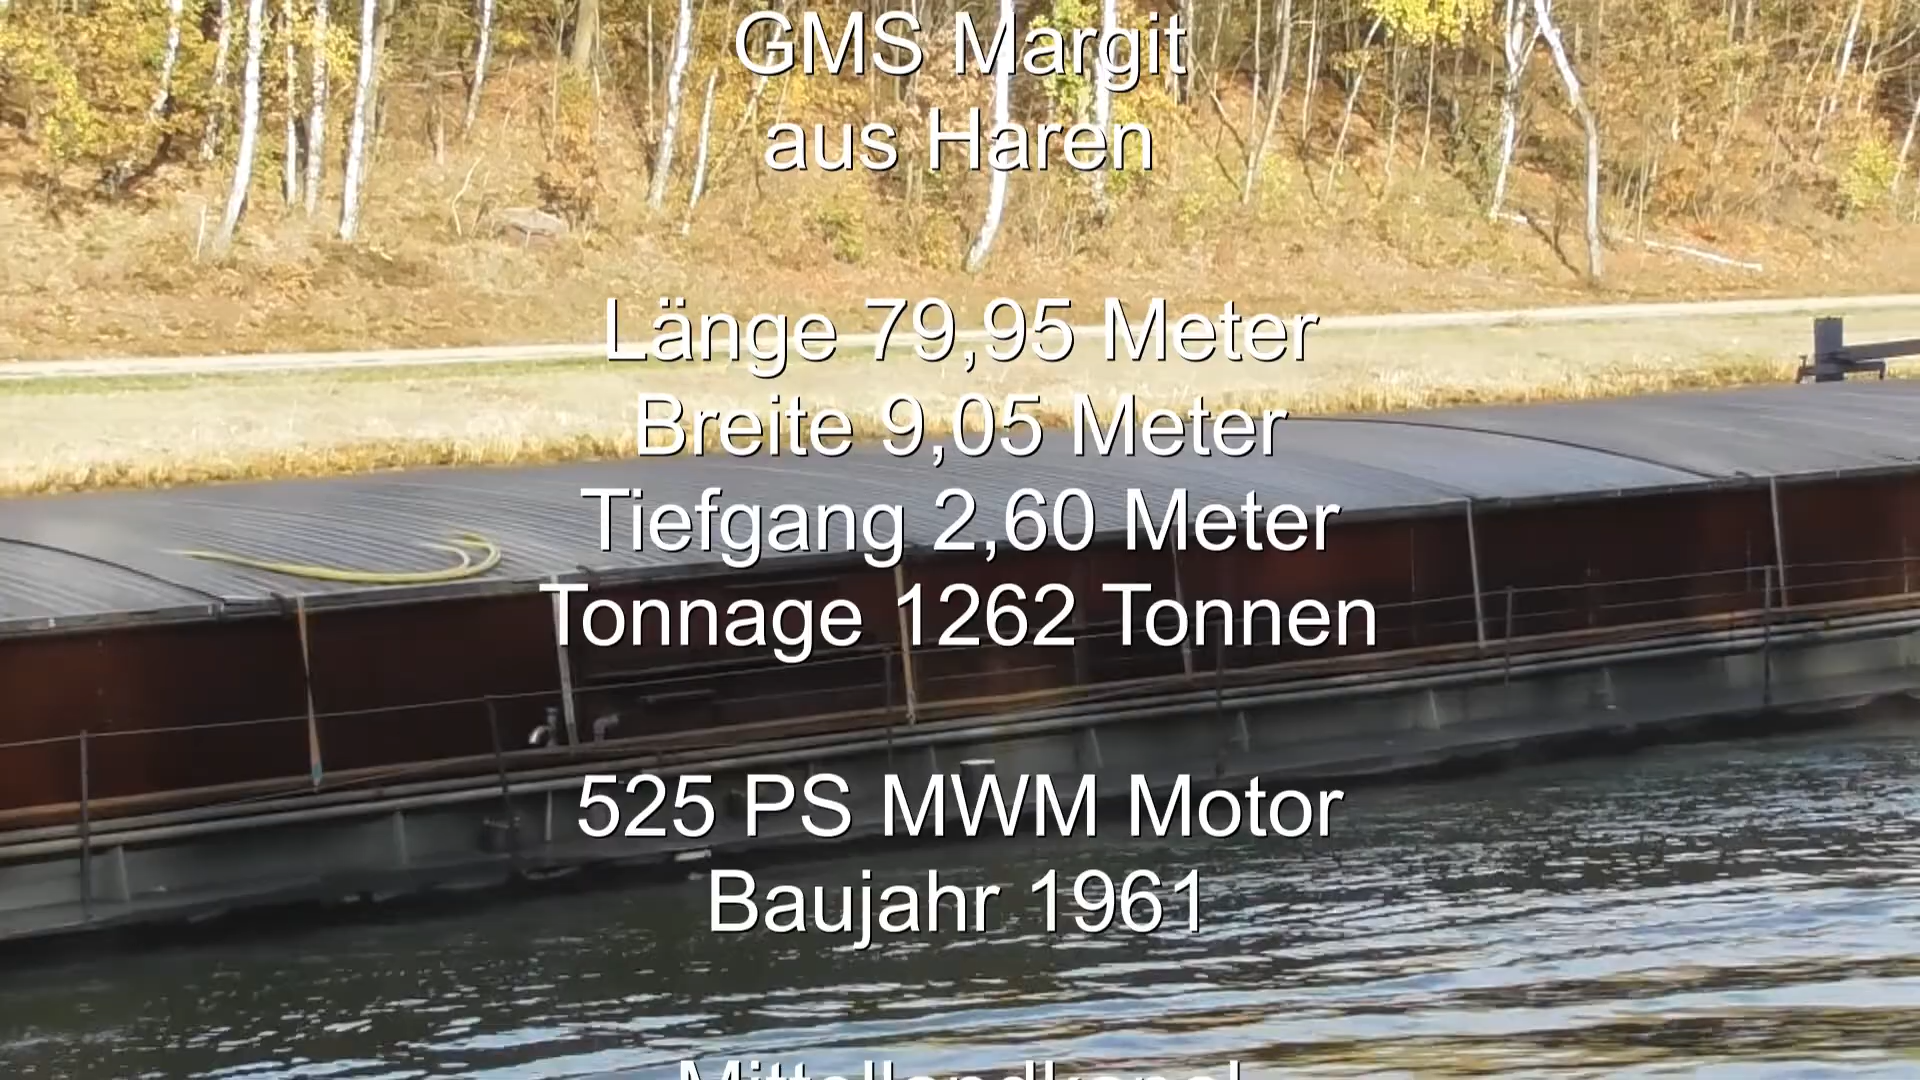 GMS Margit
aus Haren
Länge 79,95 Meter
Breite 9,05 Meter
Tiefgang 2,60 Meter
Tonnage 1262 Tonnen
525 PS MWM Motor
Baujahr 1961
Mittellandkanal